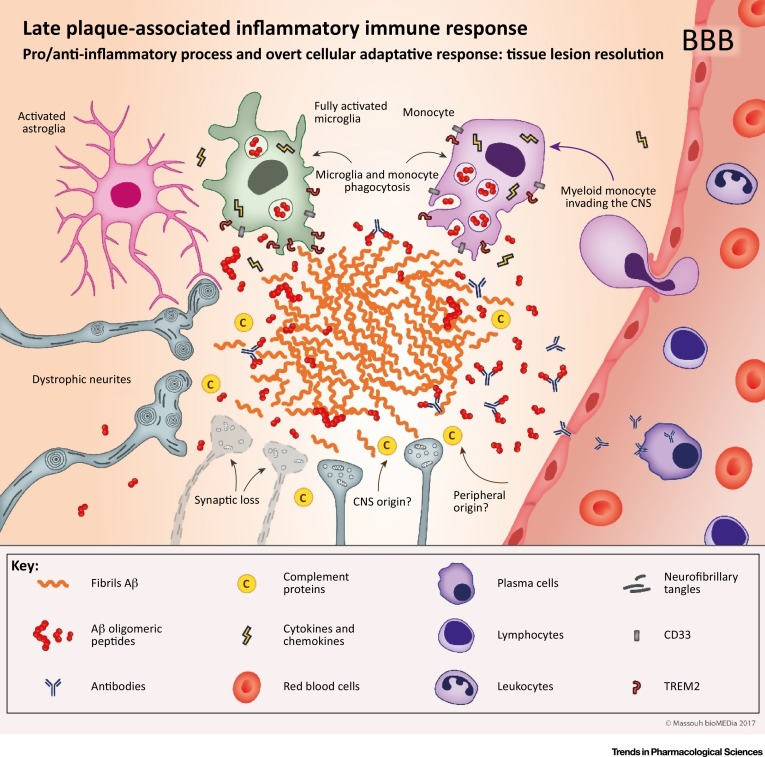 Late plaque-associated inflammatory immune response
Pro/anti-inflammatory process and overt cellular adaptative response: tissue lesion resolution
BBB
Activated
astroglia
Fully activated
microglia
Monocyte
Microglia and monocyte
phagocytosis
Myeloid monocyte
invading the CNS
C
C
Dystrophic neurites
C
C
C
Synaptic loss
C
CNS origin?
Peripheral
origin?
Key:
Fibrils Aβ
C
Complement
proteins
Plasma cells
Neurofibrillary
tangles
Aβ oligomeric
peptides
Cytokines and
chemokines
Lymphocytes
CD33
Antibodies
Red blood cells
Leukocytes
TREM2
© Massouh bioMEDia 2017
Trends in Pharmacological Sciences